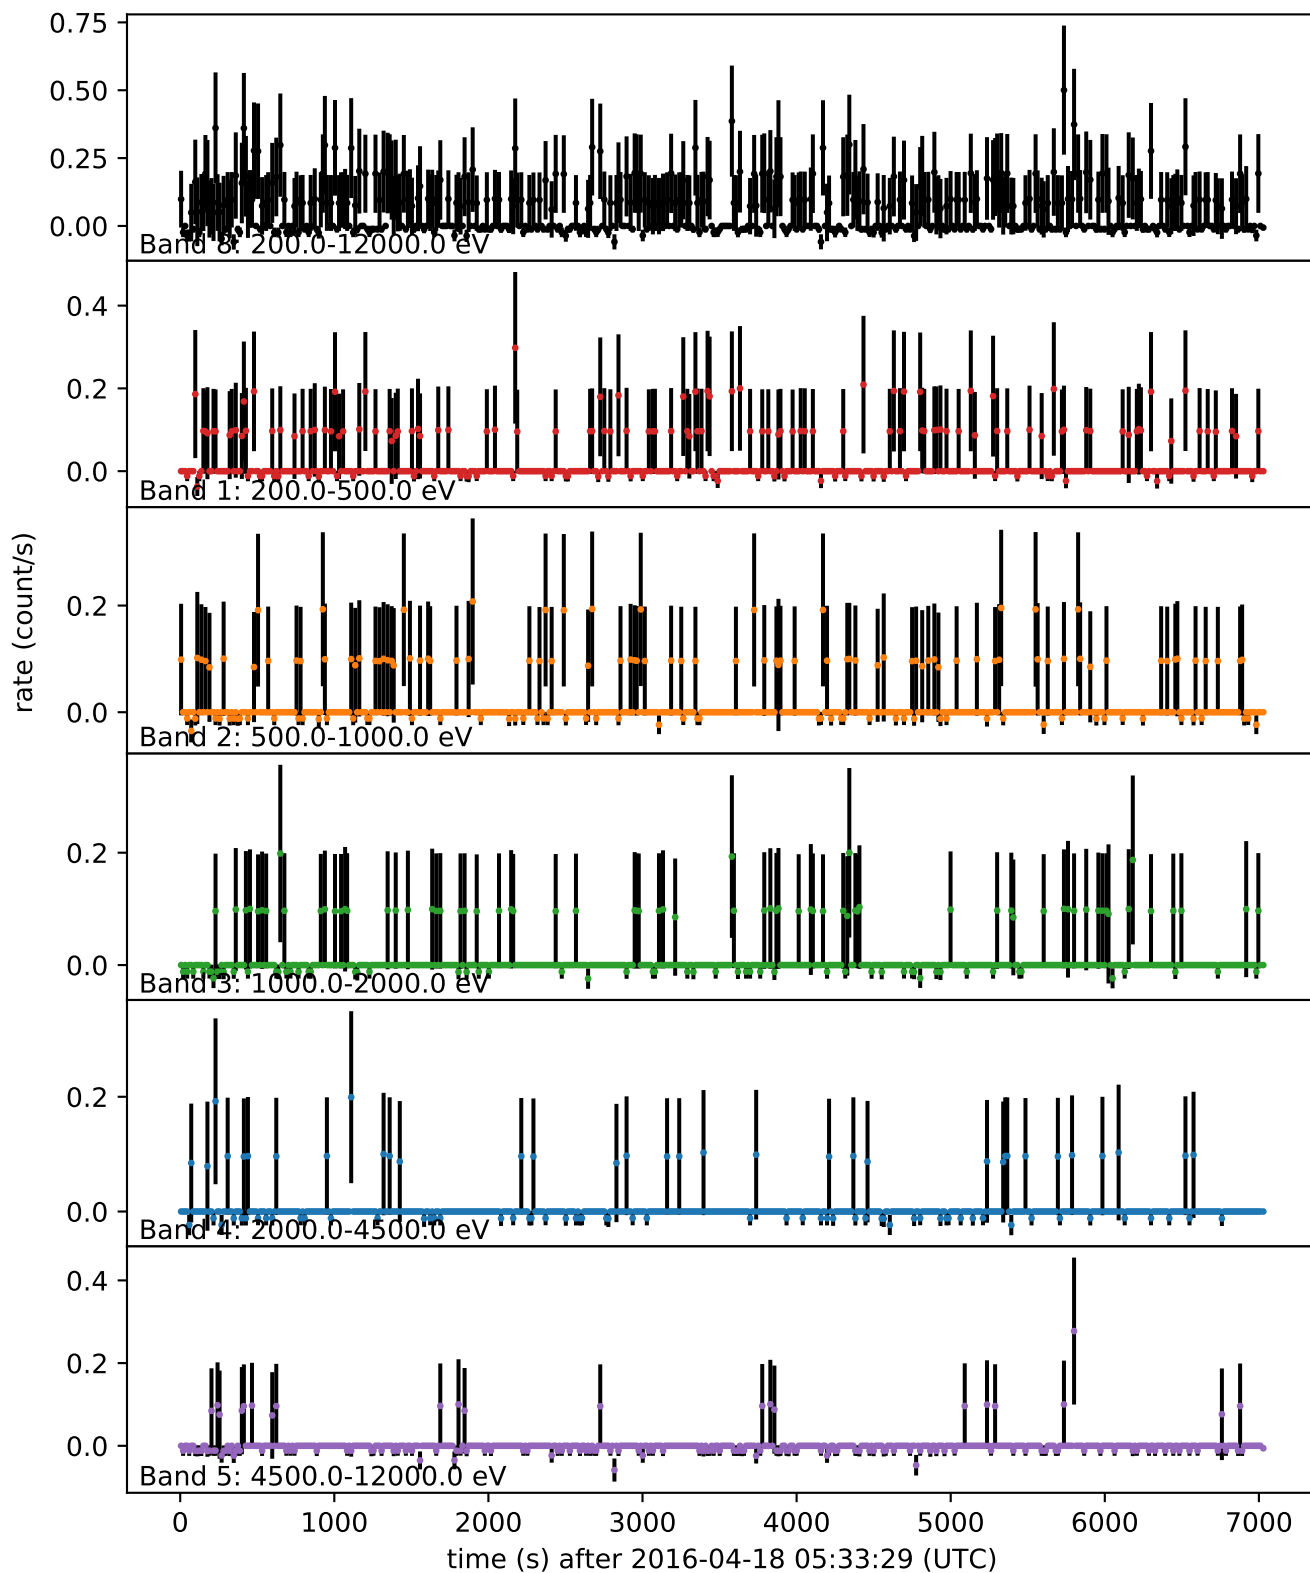 0.75
0.50
0.25
0.00
Band 8: 200.0-12000.0 eV
0.4
0.2
0.0
Band 1: 200.0-500.0 eV
rate (count/s)
0.2
0.0
Band 2: 500.0-1000.0 eV
0.2
0.0
Band 3: 1000.0-2000.0 eV
0.2
0.0
Band 4: 2000.0-4500.0 eV
0.4
0.2
0.0
Band 5: 4500.0-12000.0 eV
0 1000 2000 3000 4000 5000 6000 7000
time (s) after 2016-04-18 05:33:29 (UTC)